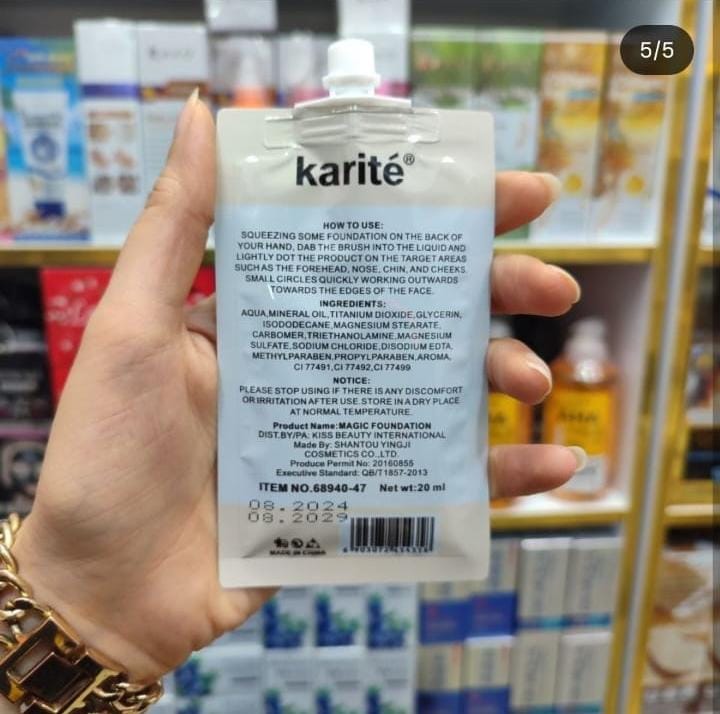 5/5
karité®
HOW TO USE:
SQUEEZING SOME FOUNDATION ON THE BACK OF
YOUR HAND, DAB THE BRUSH INTO THE LIQUID AND
LIGHTLY DOT THE PRODUCT ON THE TARGET AREAS
SUCH AS THE FOREHEAD, NOSE, CHIN, AND CHEEKS.
SMALL CIRCLES QUICKLY WORKING OUTWARDS
TOWARDS THE EDGES OF THE FACE.
INGREDIENTS:
AQUA,MINERAL OIL,TITANIUM DIOXIDE,GLYCERIN,
ISODODECANE,MAGNESIUM STEARATE,
CARBOMER,TRIETHANOLAMINE,MAGNESIUM
SULFATE,SODIUM CHLORIDE,DISODIUM EDTA,
METHYLPARABEN,PROPYLPARABEN,AROMA,
CI 77491,CI 77492,CI 77499
NOTICE:
PLEASE STOP USING IF THERE IS ANY DISCOMFORT
OR IRRITATION AFTER USE.STORE IN A DRY PLACE
AT NORMAL TEMPERATURE.
Product Name:MAGIC FOUNDATION
DIST.BY/PA: KISS BEAUTY INTERNATIONAL
Made By: SHANTOU YINGJI
COSMETICS CO.,LTD.
Produce Permit No: 20160855
Executive Standard: QB/T1857-2013
ITEM NO.68940-47 Net wt:20 ml
08.2024
08.2029
MADE IN CHINA